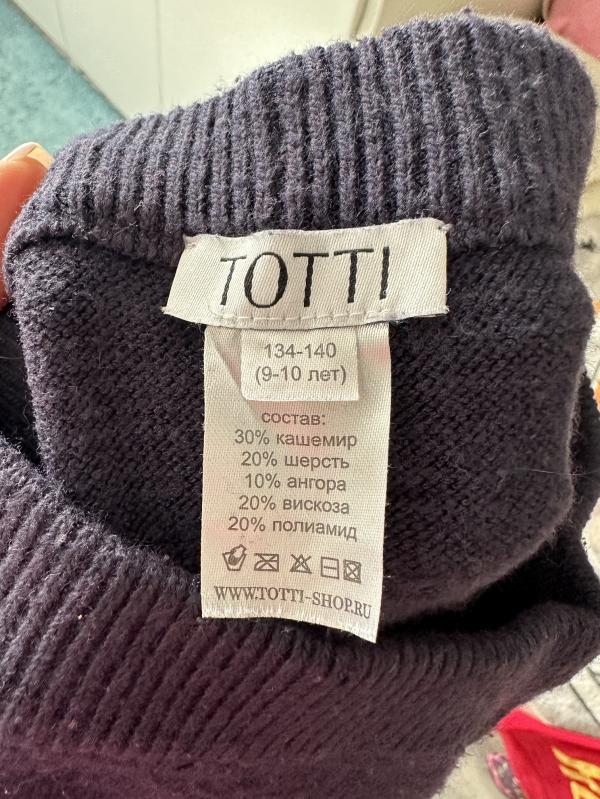 TOTTI
134-140
(9-10 лет)
состав:
30% кашемир
20% шерсть
10% ангора
20% вискоза
20% полиамид
WWW.TOTTI-SHOP.RU